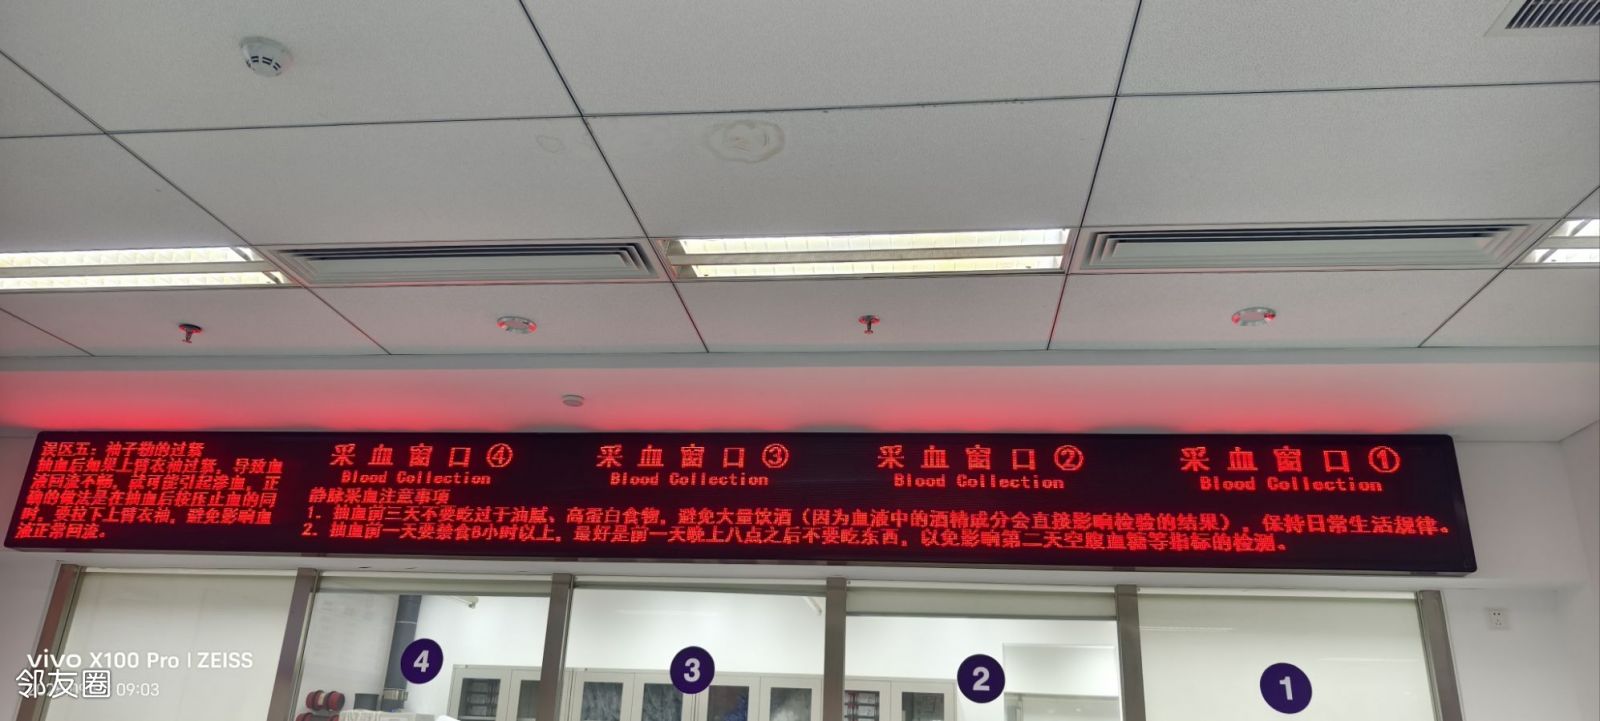 误区五：袖子勒的过紧
抽血后如果上臂衣袖过紧，导致血
液回流不畅，就可能引起渗血，正
确的做法是在抽血后按压止血的同
时，要拉下上臂衣袖，避免影响血
液正常回流。
采血窗口④
Blood Collection
采血窗口③
Blood Collection
采血窗口②
Blood Collection
采血窗口①
Blood Collection
静脉采血注意事项
1. 抽血前三天不要吃过于油腻、高蛋白食物，避免大量饮酒（因为血液中的酒精成分会直接影响检验的结果），保持日常生活规律。
2. 抽血前一天要禁食6小时以上，最好是前一天晚上八点之后不要吃东西，以免影响第二天空腹血糖等指标的检测。
4
3
2
1
vivo X100 Pro | ZEISS
邻友圈
09:03